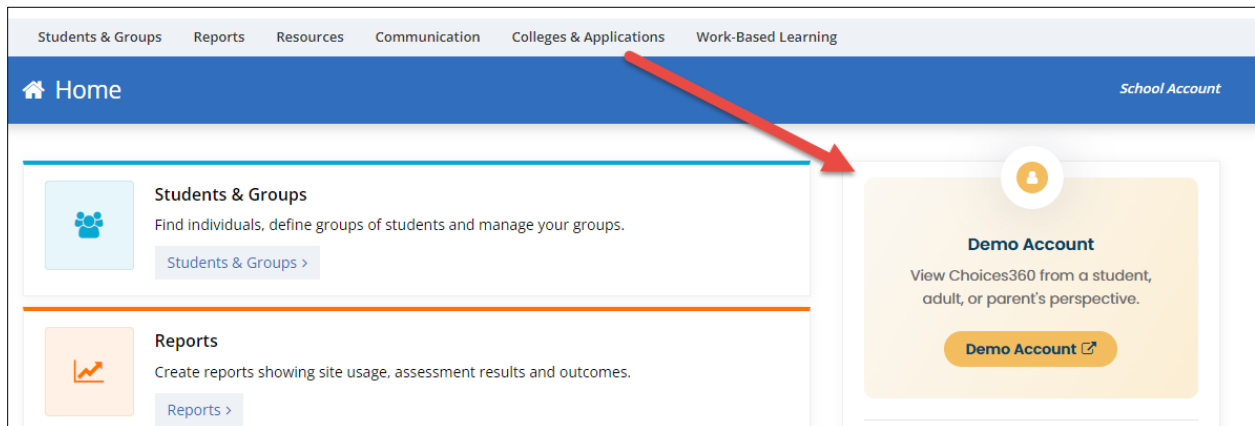 Students & Groups Reports Resources Communication Colleges & Applications Work-Based Learning
Home
School Account
Students & Groups
Find individuals, define groups of students and manage your groups.
Students & Groups >
Reports
Create reports showing site usage, assessment results and outcomes.
Reports >
Demo Account
View Choices360 from a student,
adult, or parent's perspective.
Demo Account